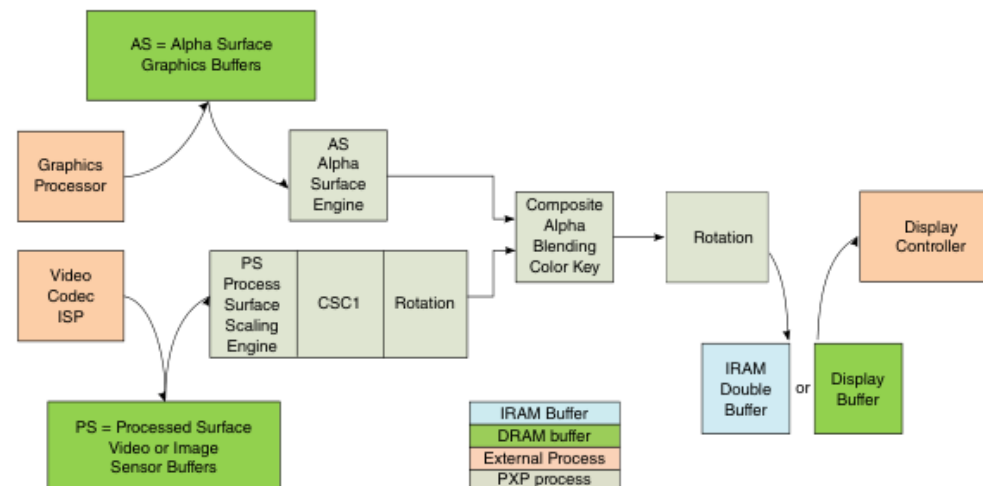 AS = Alpha Surface
Graphics Buffers
Graphics
Processor
AS
Alpha
Surface
Engine
Composite
Alpha
Blending
Color Key
Rotation
Display
Controller
Video
Codec
ISP
PS
Process
Surface
Scaling
Engine
CSC1
Rotation
IRAM
Double
Buffer
or
Display
Buffer
PS = Processed Surface
Video or Image
Sensor Buffers
IRAM Buffer
DRAM buffer
External Process
PXP process